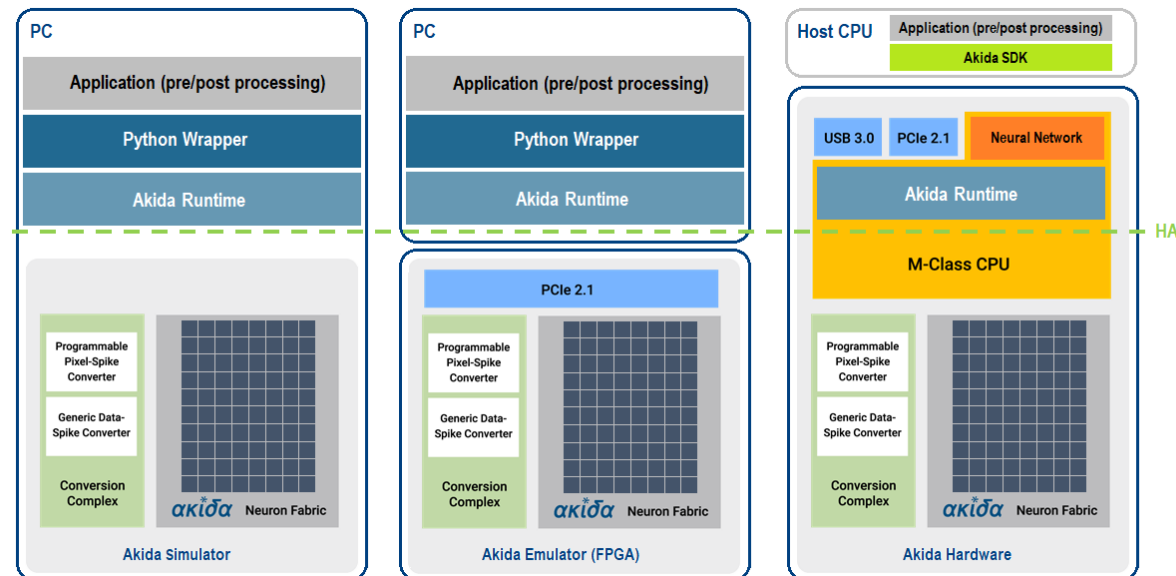 PC
Application (pre/post processing)
Python Wrapper
Akida Runtime
Programmable
Pixel-Spike
Converter
Generic Data-
Spike Converter
Conversion
Complex
akida Neuron Fabric
Akida Simulator
PC
Application (pre/post processing)
Python Wrapper
Akida Runtime
PCIe 2.1
Programmable
Pixel-Spike
Converter
Generic Data-
Spike Converter
Conversion
Complex
akida Neuron Fabric
Akida Emulator (FPGA)
Host CPU
Application (pre/post processing)
Akida SDK
USB 3.0
PCIe 2.1
Neural Network
Akida Runtime
HA
M-Class CPU
Programmable
Pixel-Spike
Converter
Generic Data-
Spike Converter
Conversion
Complex
akida Neuron Fabric
Akida Hardware